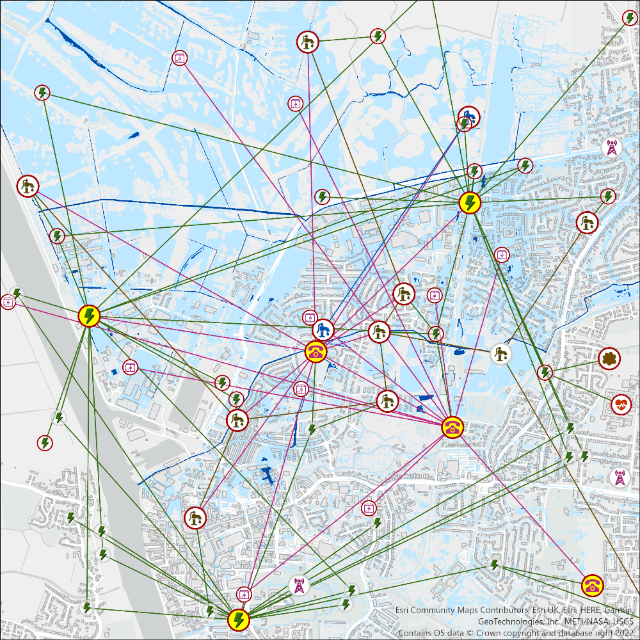 Esri Community Maps Contributors, Esri UK, Esri, HERE, Garmin,
GeoTechnologies, Inc, METI/NASA, USGS
Contains OS data © Crown copyright and database right